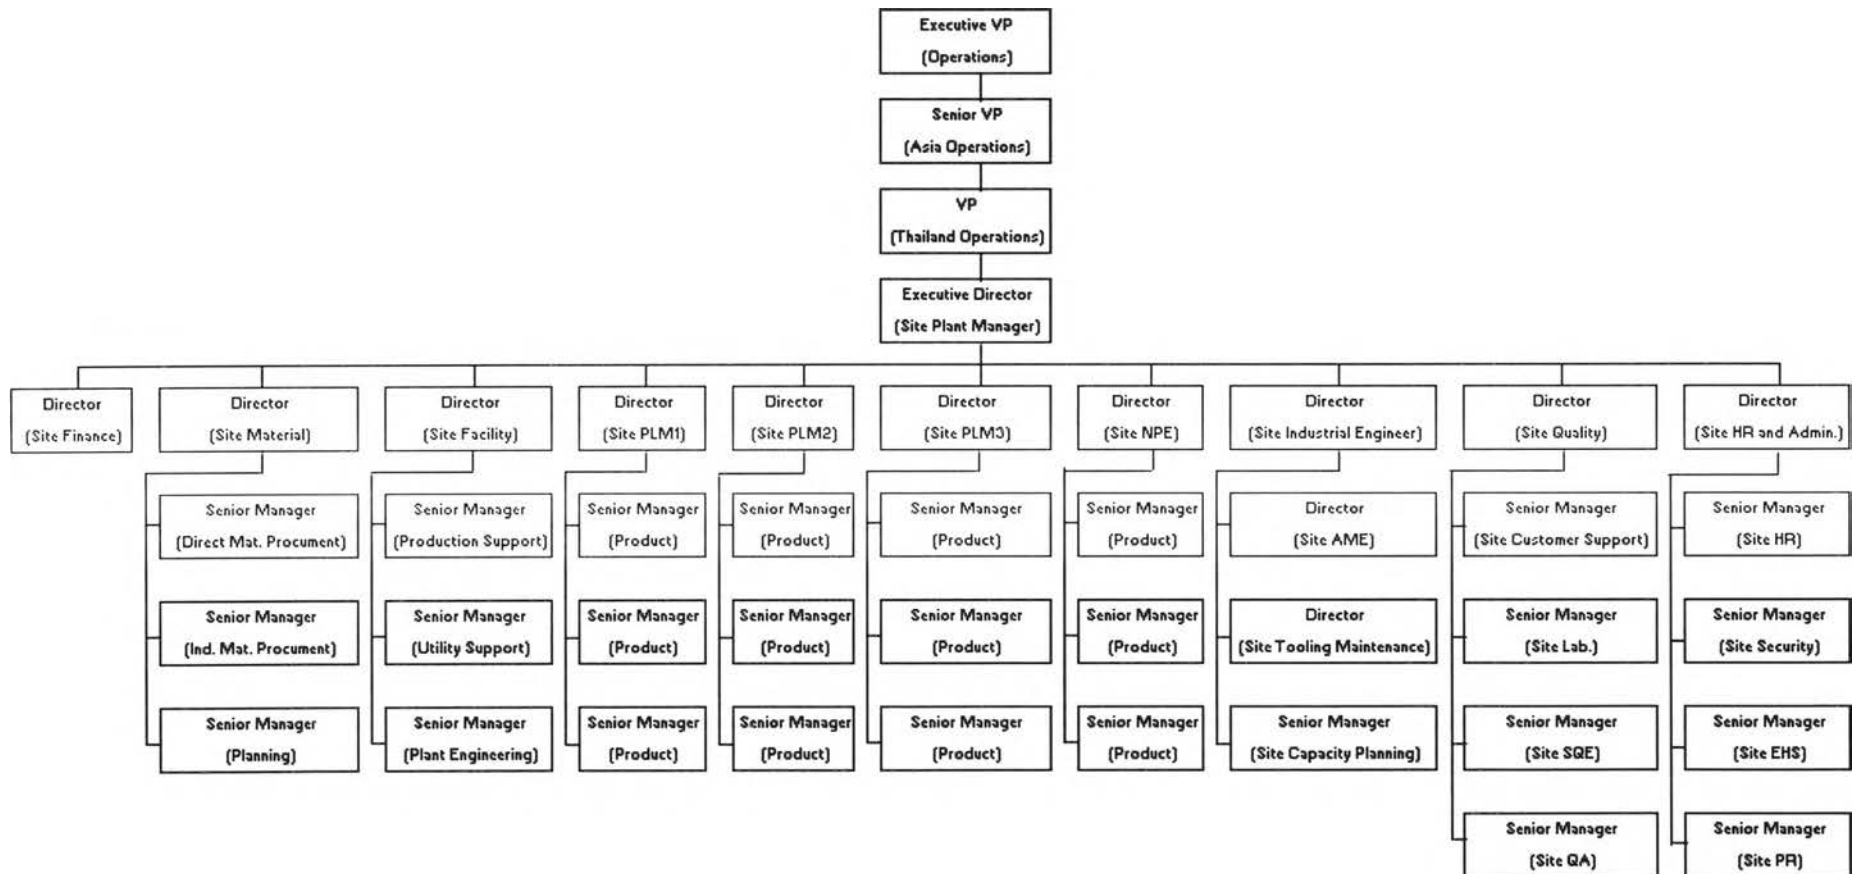 Executive VP
(Operations)
Senior VP
(Asia Operations)
VP
(Thailand Operations)
Executive Director
(Site Plant Manager)
Director
(Site Finance)
Director
(Site Material)
Director
(Site Facility)
Director
(Site PLM1)
Director
(Site PLM2)
Director
(Site PLM3)
Director
(Site NPE)
Director
(Site Industrial Engineer)
Director
(Site Quality)
Director
(Site HR and Admin.)
Senior Manager
(Direct Mat. Procument)
Senior Manager
(Production Support)
Senior Manager
(Product)
Senior Manager
(Product)
Senior Manager
(Product)
Senior Manager
(Product)
Director
(Site AME)
Senior Manager
(Site Customer Support)
Senior Manager
(Site HR)
Senior Manager
(Ind. Mat. Procument)
Senior Manager
(Utility Support)
Senior Manager
(Product)
Senior Manager
(Product)
Senior Manager
(Product)
Senior Manager
(Product)
Director
(Site Tooling Maintenance)
Senior Manager
(Site Lab.)
Senior Manager
(Site Security)
Senior Manager
(Planning)
Senior Manager
(Plant Engineering)
Senior Manager
(Product)
Senior Manager
(Product)
Senior Manager
(Product)
Senior Manager
(Product)
Senior Manager
(Site Capacity Planning)
Senior Manager
(Site SQE)
Senior Manager
(Site EHS)
Senior Manager
(Site QA)
Senior Manager
(Site PR)